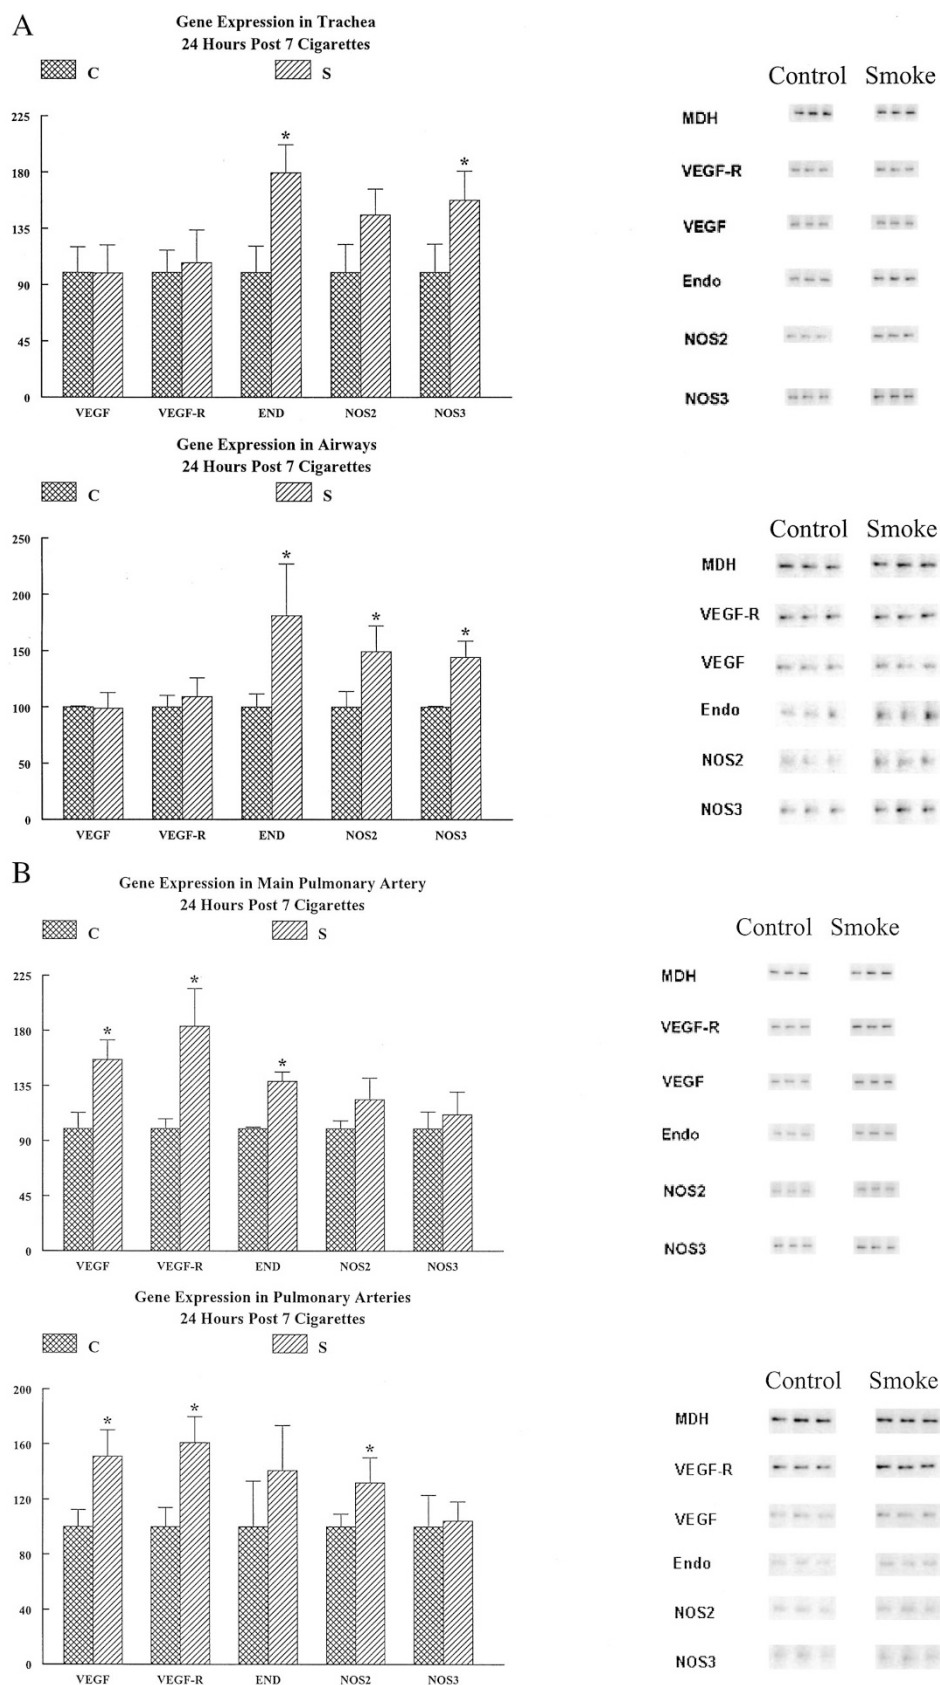 A
Gene Expression in Trachea
24 Hours Post 7 Cigarettes
C
S
225
180
135
90
45
0
*
*
VEGF
VEGF-R
END
NOS2
NOS3
Control
Smoke
MDH
VEGF-R
VEGF
Endo
NOS2
NOS3
Gene Expression in Airways
24 Hours Post 7 Cigarettes
C
S
250
200
150
100
50
0
*
*
*
VEGF
VEGF-R
END
NOS2
NOS3
Control
Smoke
MDH
VEGF-R
VEGF
Endo
NOS2
NOS3
B
Gene Expression in Main Pulmonary Artery
24 Hours Post 7 Cigarettes
C
S
225
180
135
90
45
0
*
*
*
VEGF
VEGF-R
END
NOS2
NOS3
Control
Smoke
MDH
VEGF-R
VEGF
Endo
NOS2
NOS3
Gene Expression in Pulmonary Arteries
24 Hours Post 7 Cigarettes
C
S
200
160
120
80
40
0
*
*
*
VEGF
VEGF-R
END
NOS2
NOS3
Control
Smoke
MDH
VEGF-R
VEGF
Endo
NOS2
NOS3